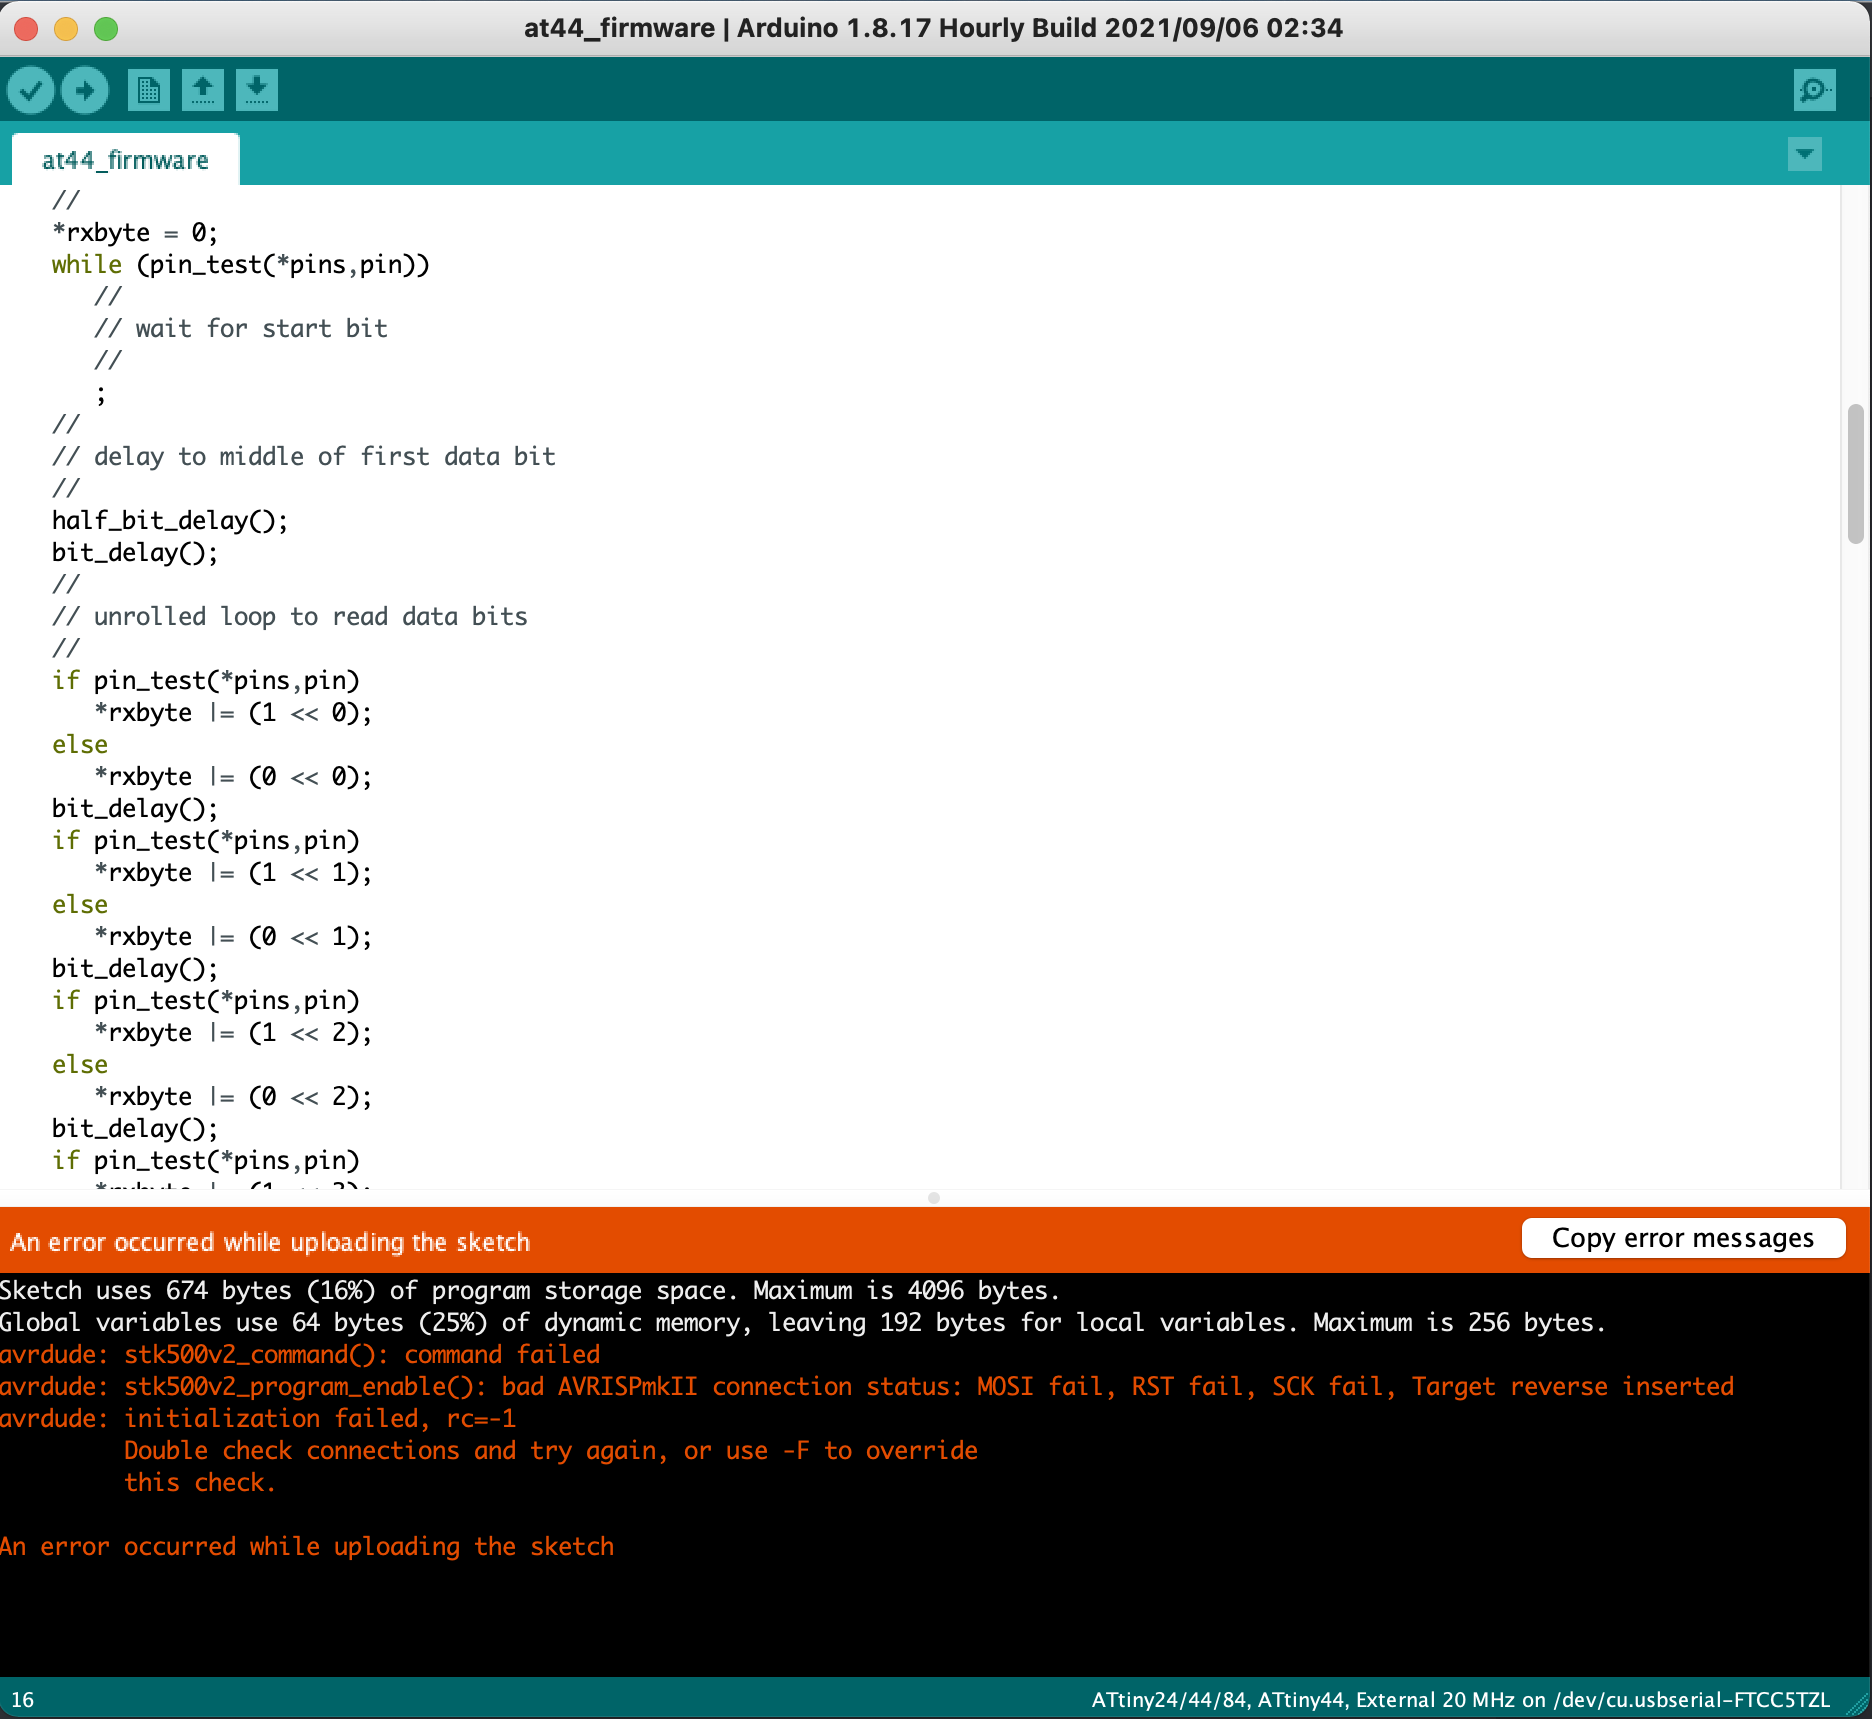 at44_firmware | Arduino 1.8.17 Hourly Build 2021/09/06 02:34
at44_firmware
//
*rxbyte = 0;
while (pin_test(*pins,pin))
//
// wait for start bit
//
;
//
// delay to middle of first data bit
//
half_bit_delay();
bit_delay();
//
// unrolled loop to read data bits
//
if pin_test(*pins,pin)
*rxbyte |= (1 << 0);
else
*rxbyte |= (0 << 0);
bit_delay();
if pin_test(*pins,pin)
*rxbyte |= (1 << 1);
else
*rxbyte |= (0 << 1);
bit_delay();
if pin_test(*pins,pin)
*rxbyte |= (1 << 2);
else
*rxbyte |= (0 << 2);
bit_delay();
if pin_test(*pins,pin)
An error occurred while uploading the sketch
Copy error messages
Sketch uses 674 bytes (16%) of program storage space. Maximum is 4096 bytes.
Global variables use 64 bytes (25%) of dynamic memory, leaving 192 bytes for local variables. Maximum is 256 bytes.
avrdude: stk500v2_command(): command failed
avrdude: stk500v2_program_enable(): bad AVRISPmkII connection status: MOSI fail, RST fail, SCK fail, Target reverse inserted
avrdude: initialization failed, rc=-1
Double check connections and try again, or use -F to override
this check.
An error occurred while uploading the sketch
16
ATtiny24/44/84, ATtiny44, External 20 MHz on /dev/cu.usbserial-FTCC5TZL